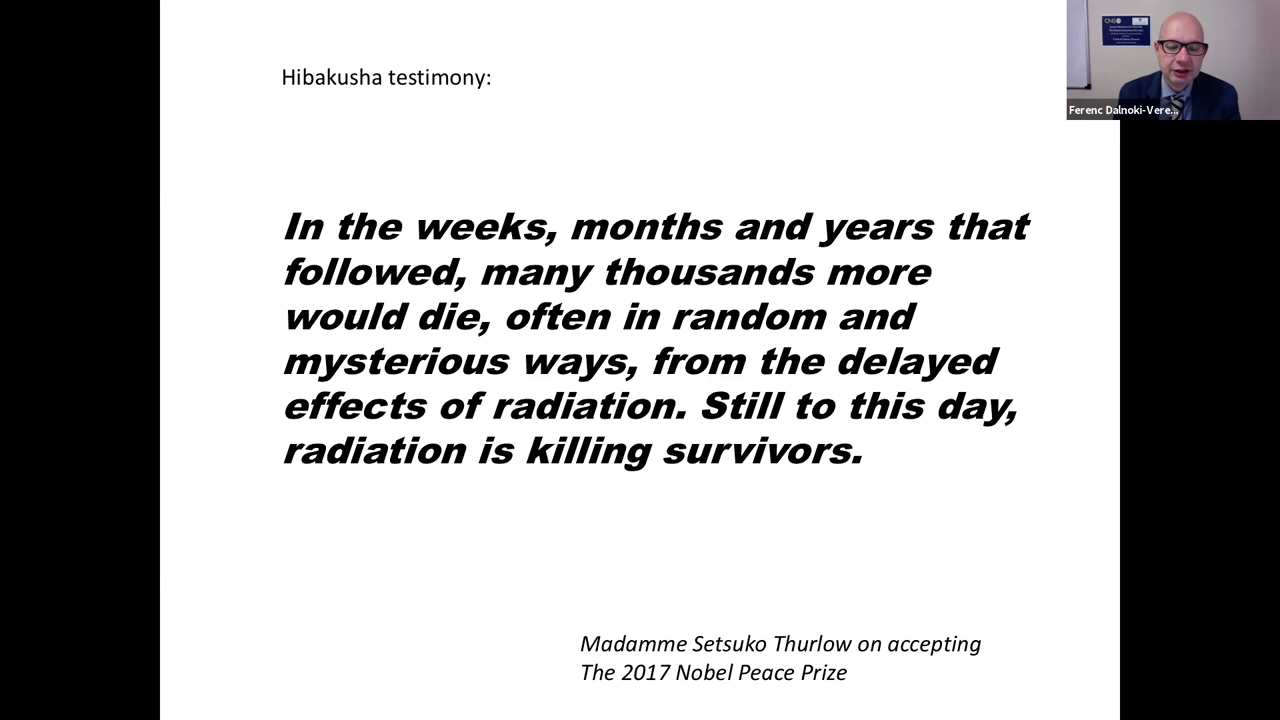 Hibakusha testimony:
In the weeks, months and years that
followed, many thousands more
would die, often in random and
mysterious ways, from the delayed
effects of radiation. Still to this day,
radiation is killing survivors.
Madamme Setsuko Thurlow on accepting
The 2017 Nobel Peace Prize
CNS
Ferenc Dalnoki-Vere...